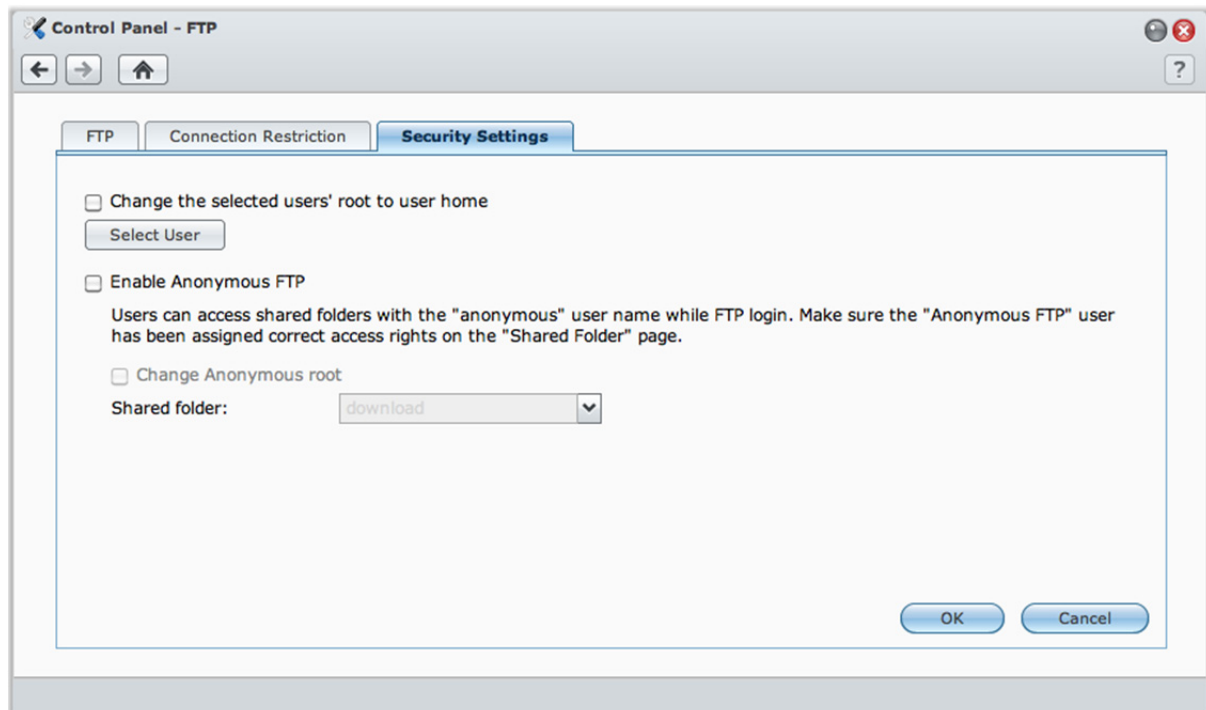 Control Panel - FTP
?
FTP
Connection Restriction
Security Settings
Change the selected users' root to user home
Select User
Enable Anonymous FTP
Users can access shared folders with the "anonymous" user name while FTP login. Make sure the "Anonymous FTP" user
has been assigned correct access rights on the "Shared Folder" page.
Change Anonymous root
Shared folder:
download
OK
Cancel